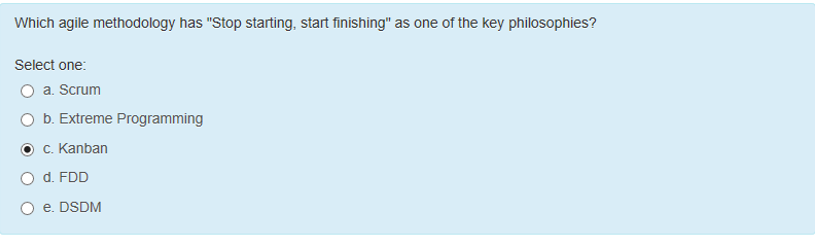 Which agile methodology has "Stop starting, start finishing" as one of the key philosophies?
Select one:
a. Scrum
b. Extreme Programming
c. Kanban
d. FDD
e. DSDM